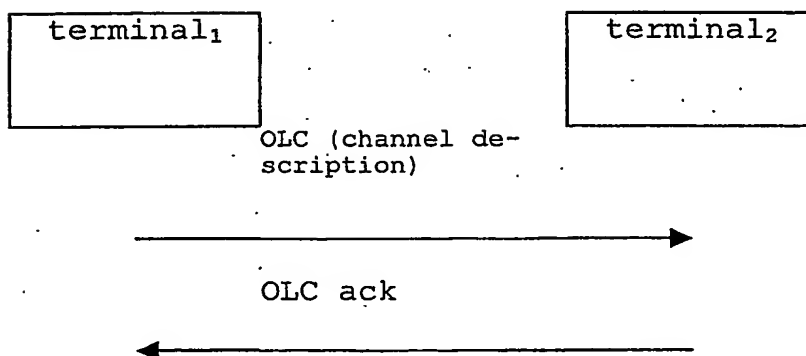 terminal₁ terminal₂
OLC (channel de-
scription)
OLC ack